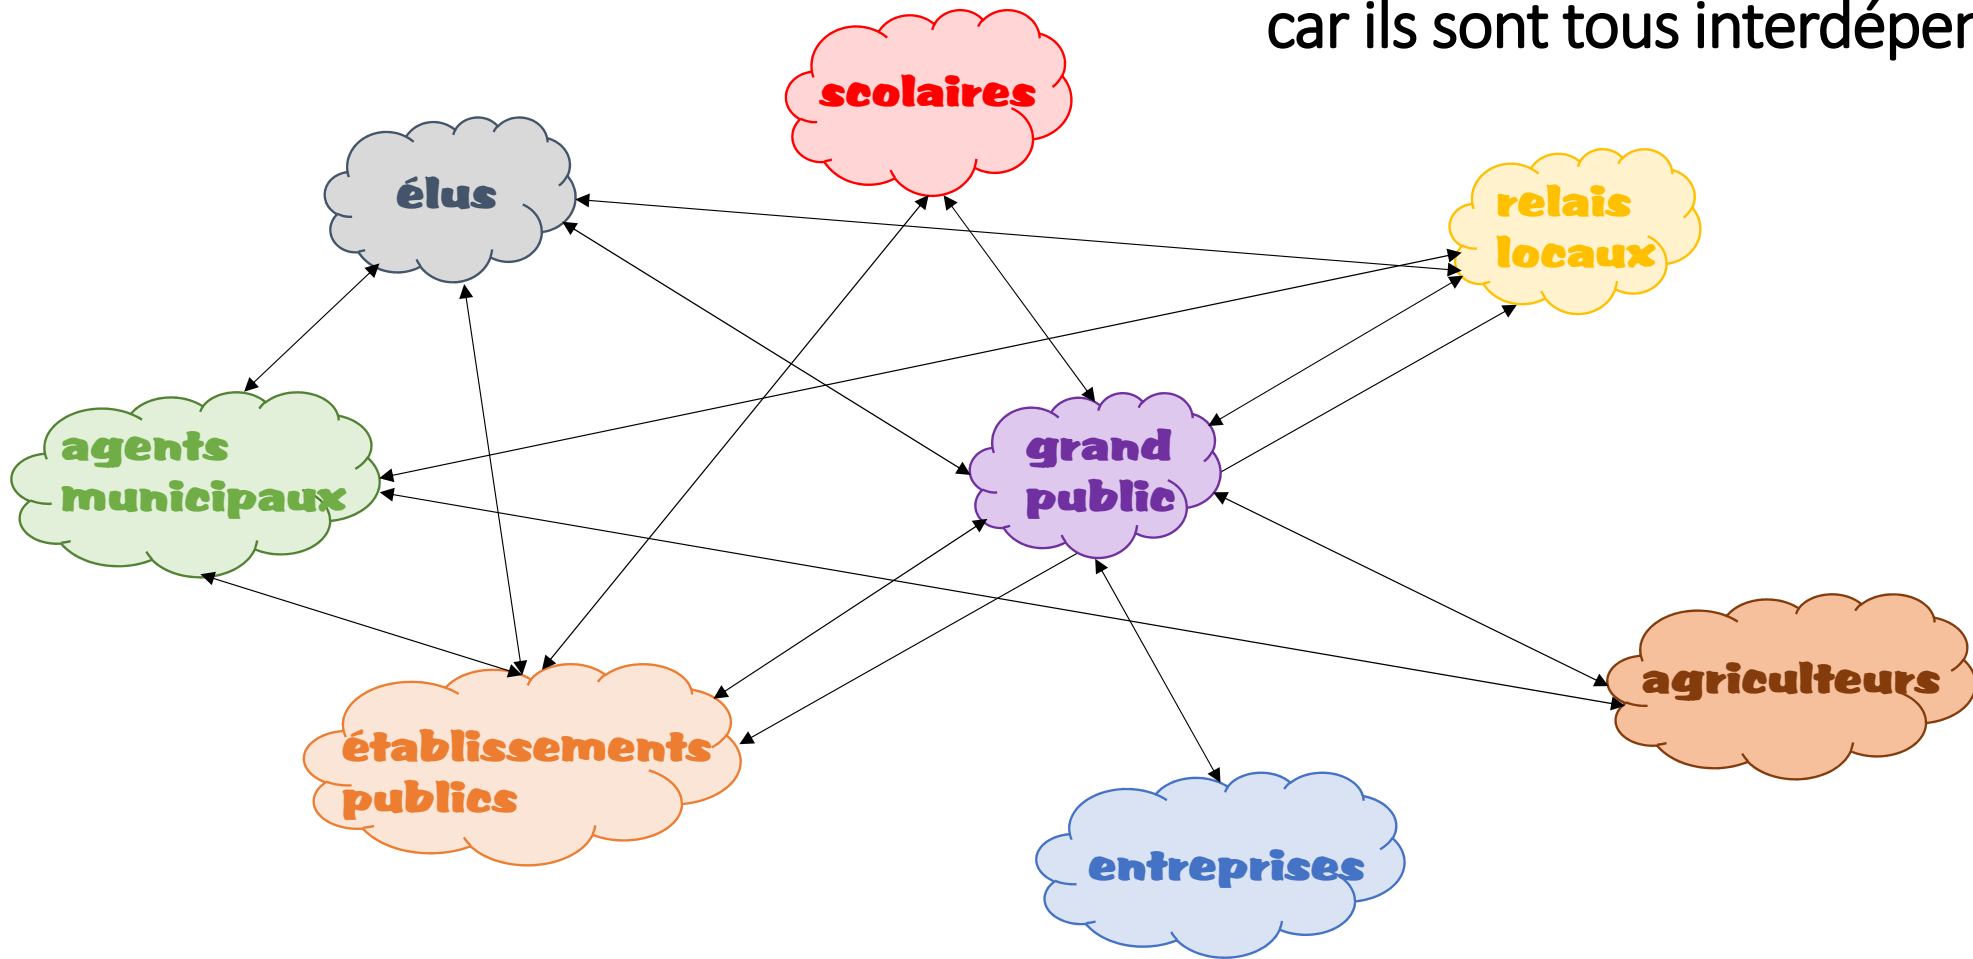 car ils sont tous interdéper
scolaires
élus
relais
locaux
agents
municipaux
grand
public
agriculteurs
établissements
publics
entreprises